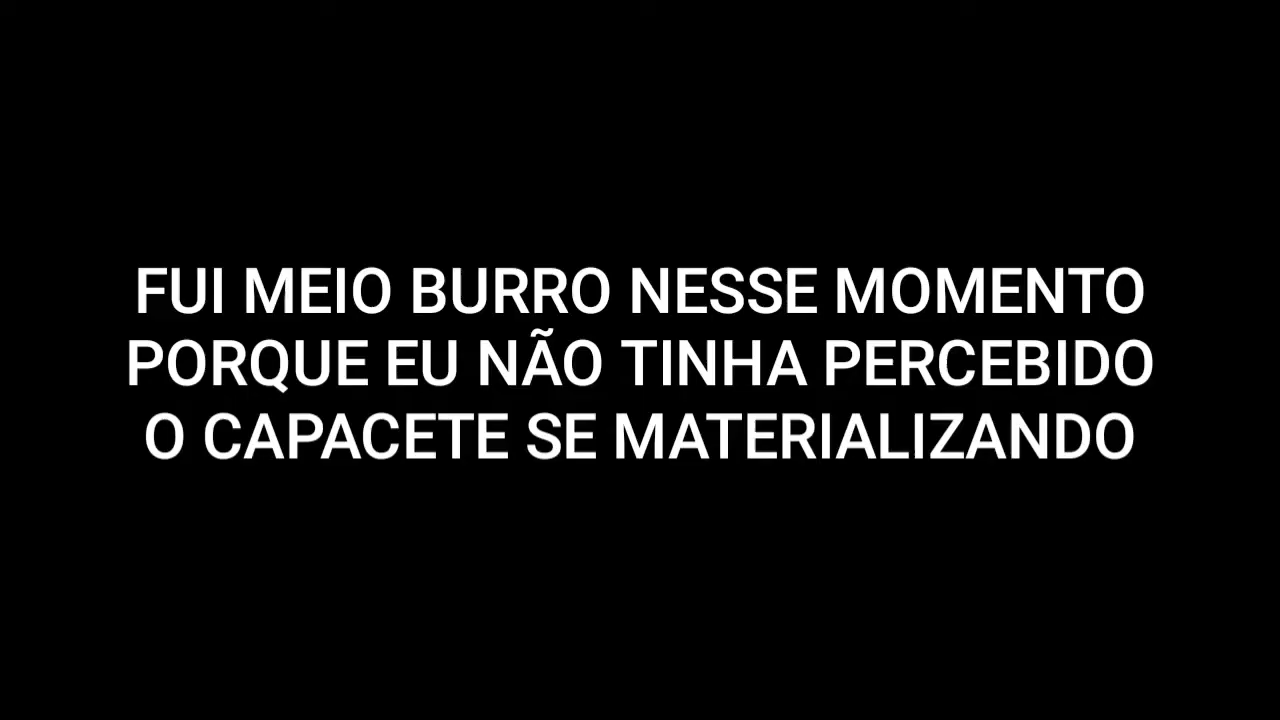 FUI MEIO BURRO NESSE MOMENTO
PORQUE EU NÃO TINHA PERCEBIDO
O CAPACETE SE MATERIALIZANDO